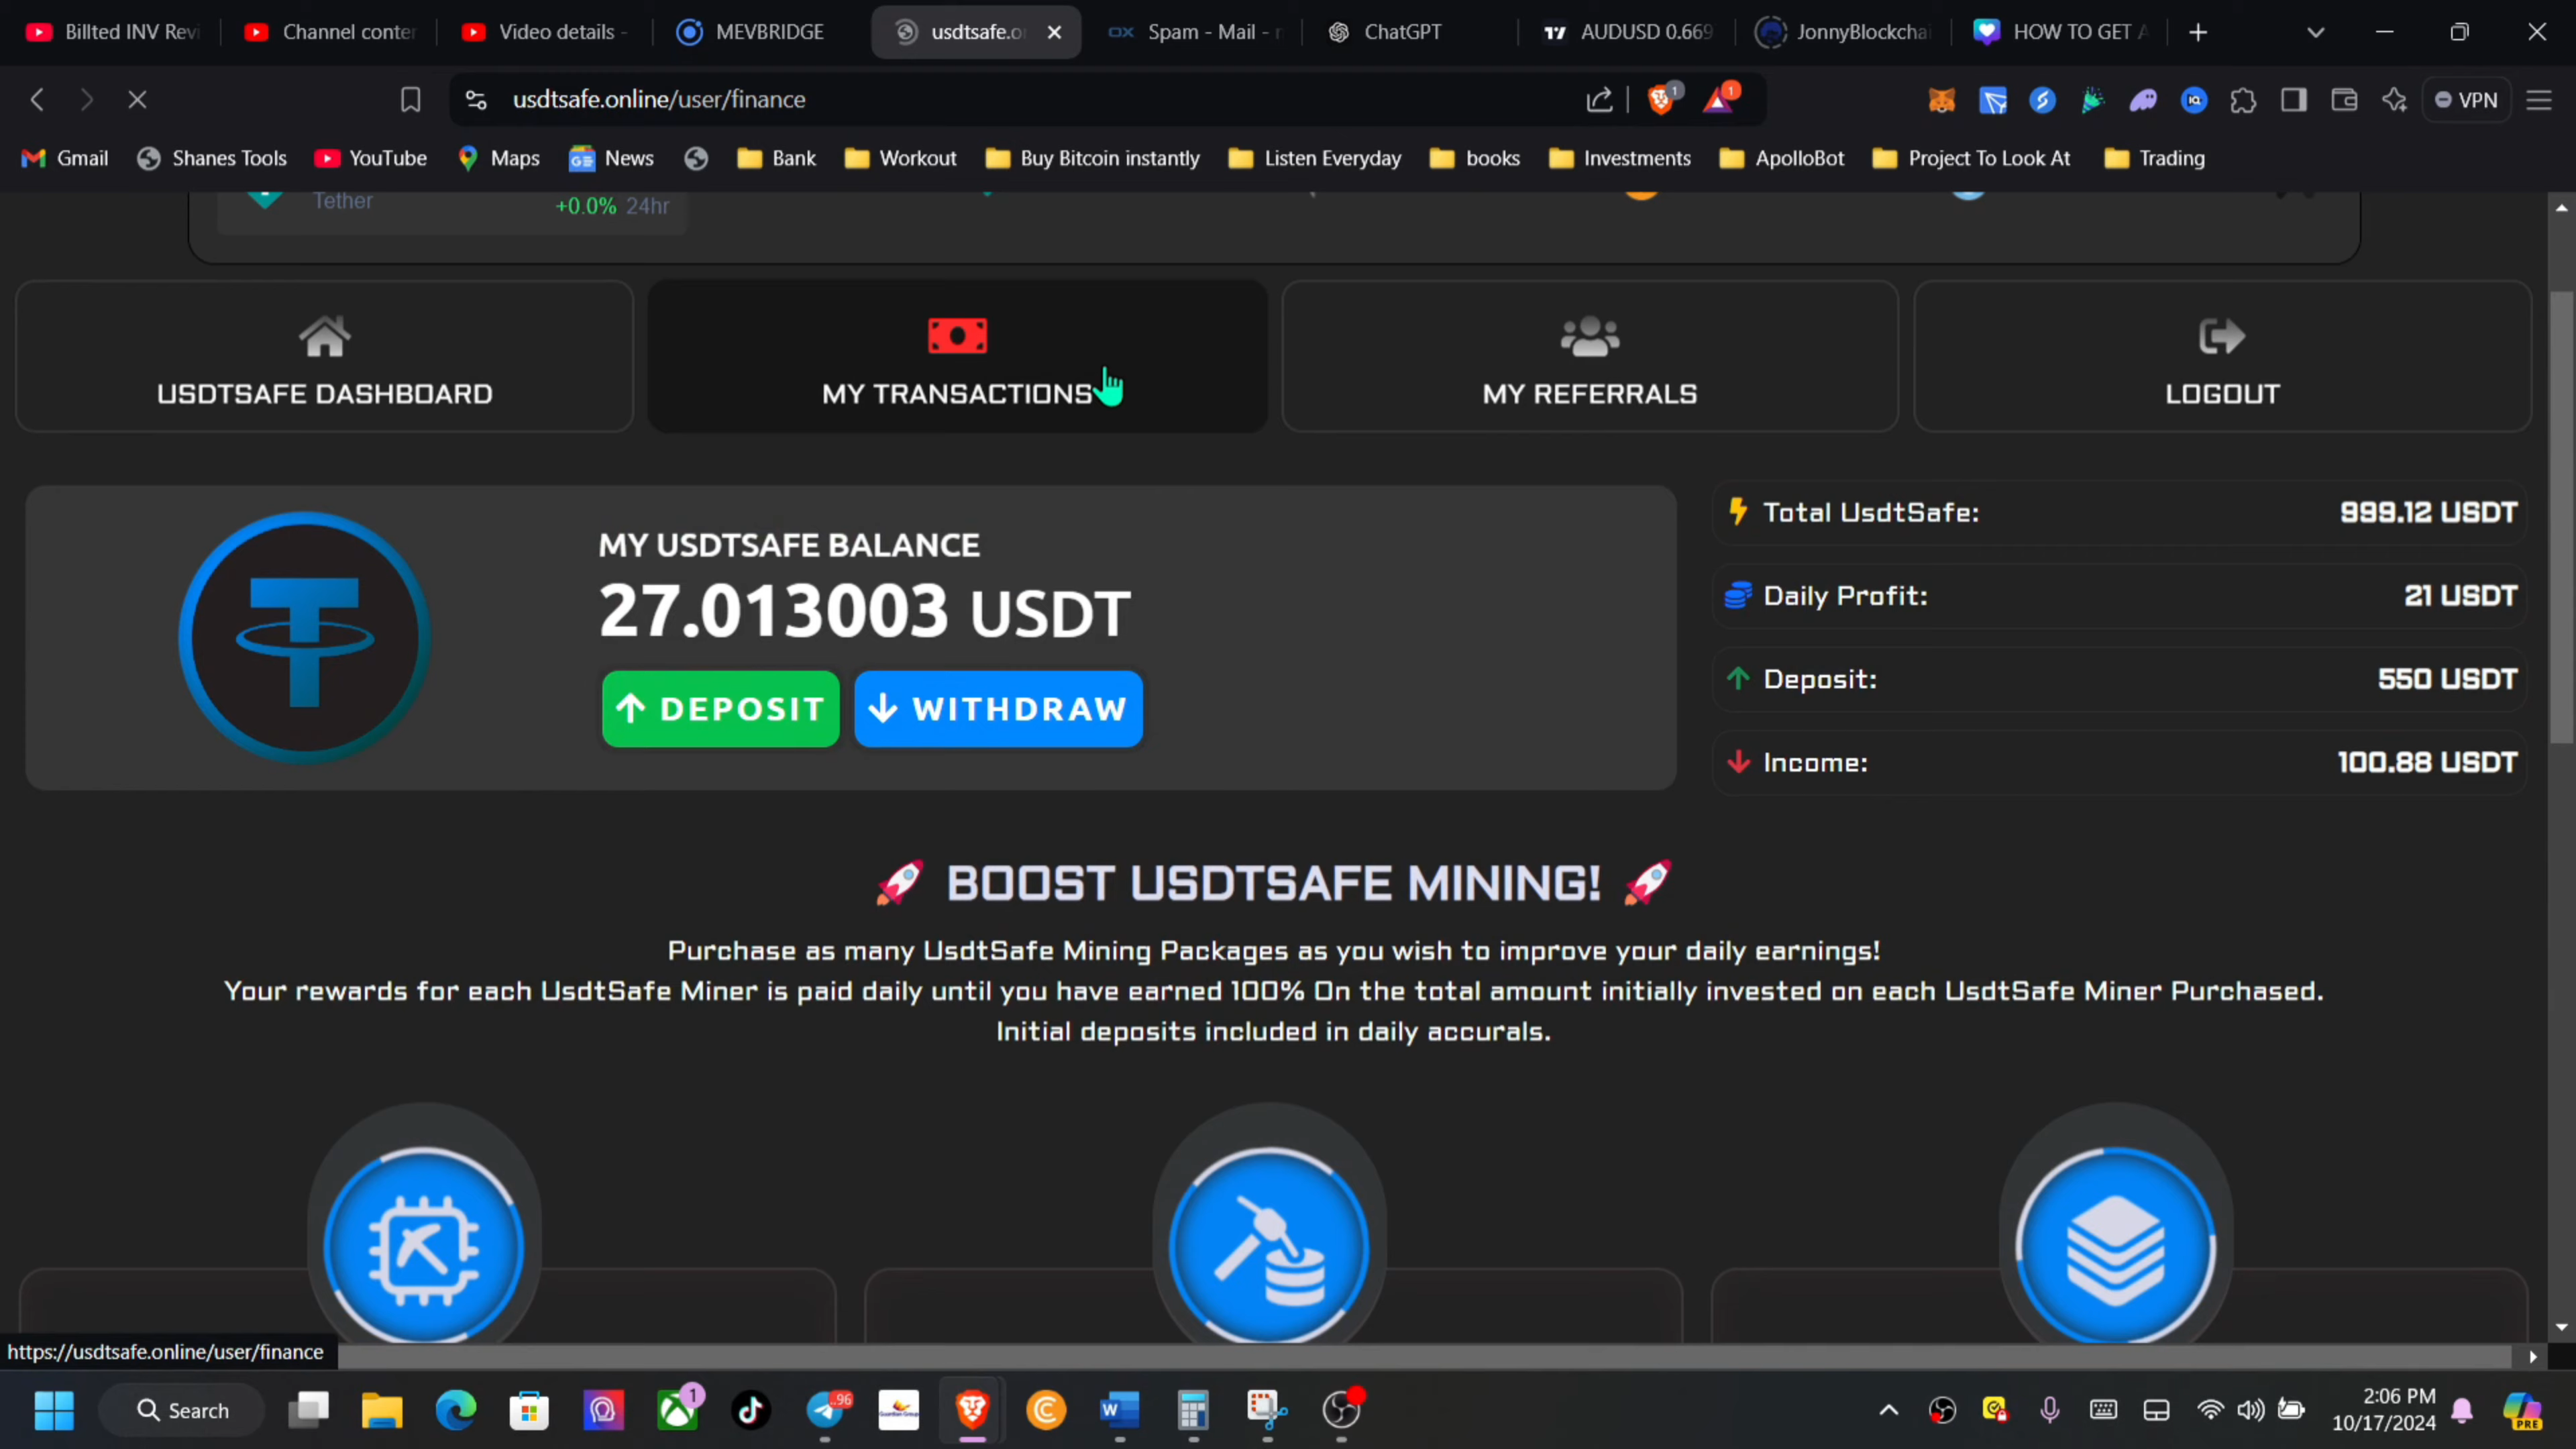 Billted INV Revi
Channel conter
Video details -
MEVBRIDGE
usdtsafe.o
Spam - Mail - r
ChatGPT
AUDUSD 0.669
JonnyBlockchai
HOW TO GET A
usdtsafe.online/user/finance
1
1
VPN
Gmail
Shanes Tools
YouTube
Maps
News
Bank
Workout
Buy Bitcoin instantly
Listen Everyday
books
Investments
ApolloBot
Project To Look At
Trading
Tether
+0.0% 24hr
USDTSAFE DASHBOARD
MY TRANSACTIONS
MY REFERRALS
LOGOUT
MY USDTSAFE BALANCE
27.013003 USDT
DEPOSIT
WITHDRAW
Total UsdtSafe: 999.12 USDT
Daily Profit: 21 USDT
Deposit: 550 USDT
Income: 100.88 USDT
BOOST USDTSAFE MINING!
Purchase as many UsdtSafe Mining Packages as you wish to improve your daily earnings!
Your rewards for each UsdtSafe Miner is paid daily until you have earned 100% On the total amount initially invested on each UsdtSafe Miner Purchased.
Initial deposits included in daily accurals.
https://usdtsafe.online/user/finance
Search
1
96
2:06 PM
10/17/2024
PRE